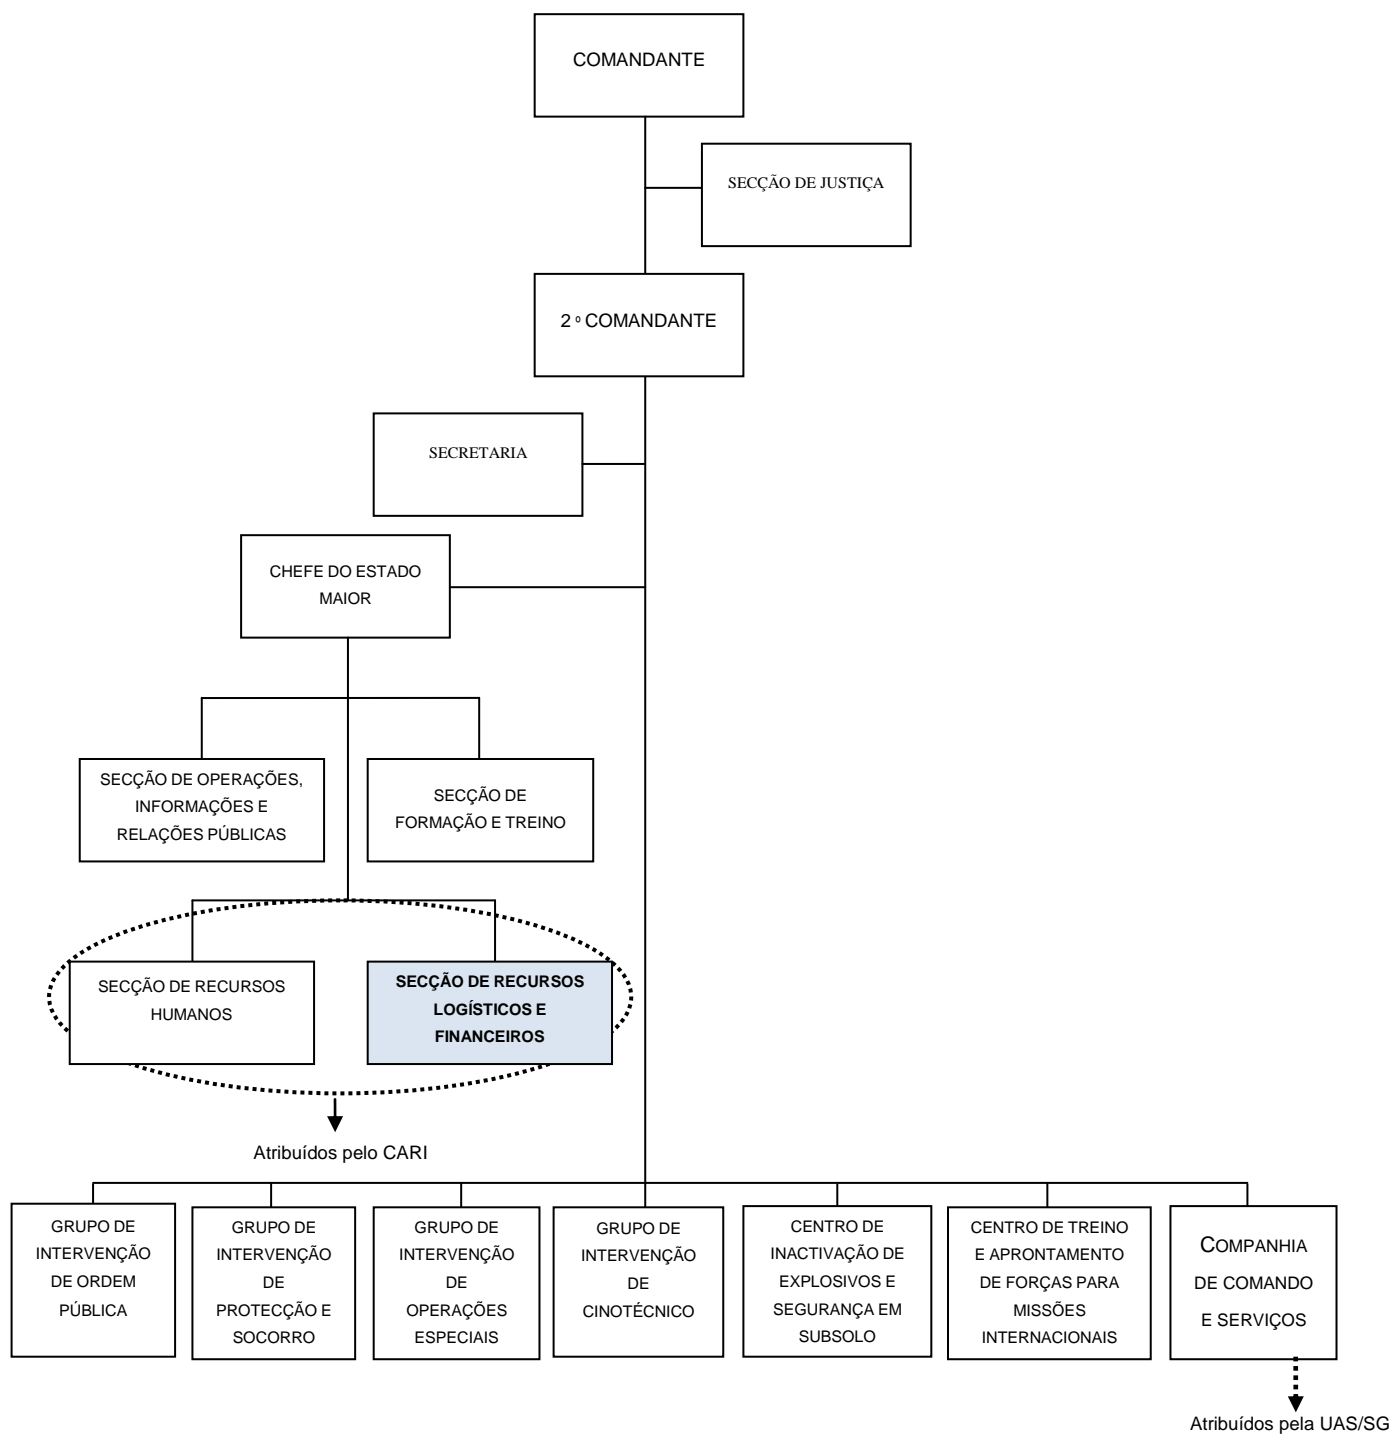 COMANDANTE
SECÇÃO DE JUSTIÇA
2 º COMANDANTE
SECRETARIA
CHEFE DO ESTADO
MAIOR
SECÇÃO DE OPERAÇÕES,
INFORMAÇÕES E
RELAÇÕES PÚBLICAS
SECÇÃO DE
FORMAÇÃO E TREINO
SECÇÃO DE RECURSOS
HUMANOS
SECÇÃO DE RECURSOS
LOGÍSTICOS E
FINANCEIROS
Atribuídos pelo CARI
GRUPO DE
INTERVENÇÃO
DE ORDEM
PÚBLICA
GRUPO DE
INTERVENÇÃO
DE
PROTECÇÃO E
SOCORRO
GRUPO DE
INTERVENÇÃO
DE
OPERAÇÕES
ESPECIAIS
GRUPO DE
INTERVENÇÃO
DE
CINOTÉCNICO
CENTRO DE
INACTIVAÇÃO DE
EXPLOSIVOS E
SEGURANÇA EM
SUBSOLO
CENTRO DE TREINO
E APRONTAMENTO
DE FORÇAS PARA
MISSÕES
INTERNACIONAIS
COMPANHIA
DE COMANDO
E SERVIÇOS
Atribuídos pela UAS/SG